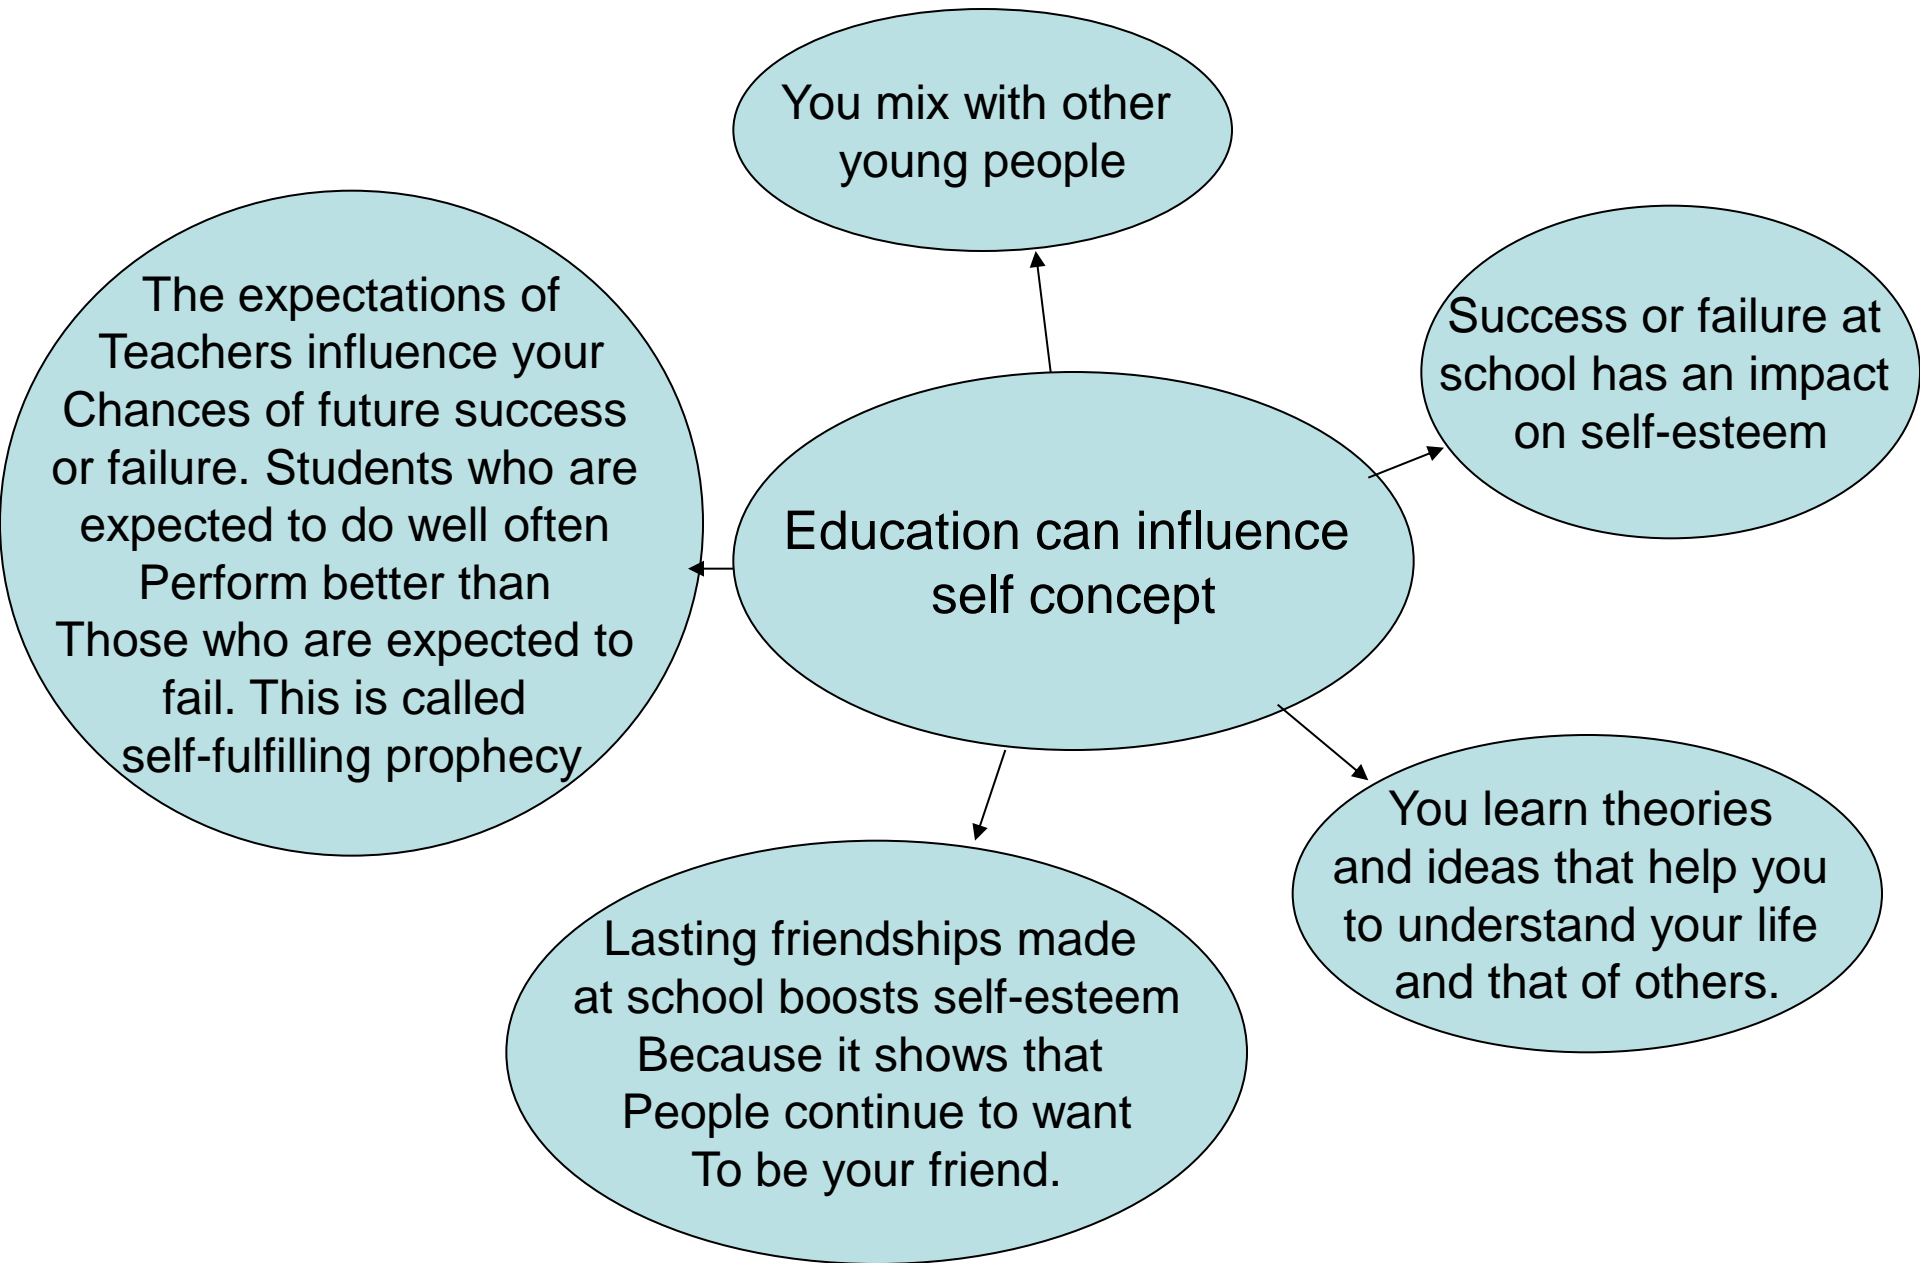 You mix with other
young people
The expectations of
Teachers influence your
Chances of future success
or failure. Students who are
expected to do well often
Perform better than
Those who are expected to
fail. This is called
self-fulfilling prophecy
Success or failure at
school has an impact
on self-esteem
Education can influence
self concept
You learn theories
and ideas that help you
to understand your life
and that of others.
Lasting friendships made
at school boosts self-esteem
Because it shows that
People continue to want
To be your friend.